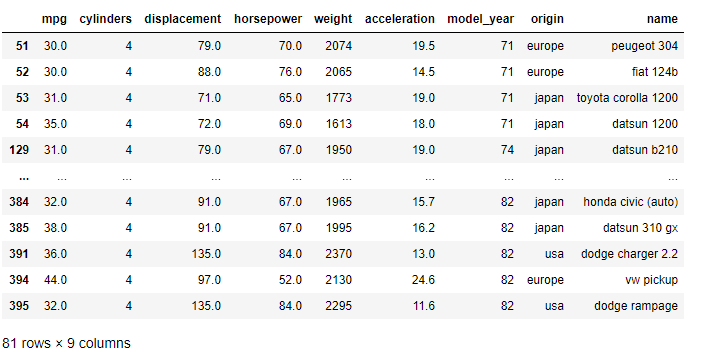 mpg cylinders displacement horsepower weight acceleration model_year origin name
51 30.0 4 79.0 70.0 2074 19.5 71 europe peugeot 304
52 30.0 4 88.0 76.0 2065 14.5 71 europe fiat 124b
53 31.0 4 71.0 65.0 1773 19.0 71 japan toyota corolla 1200
54 35.0 4 72.0 69.0 1613 18.0 71 japan datsun 1200
129 31.0 4 79.0 67.0 1950 19.0 74 japan datsun b210
... ... ... ... ... ... ... ... ... ...
384 32.0 4 91.0 67.0 1965 15.7 82 japan honda civic (auto)
385 38.0 4 91.0 67.0 1995 16.2 82 japan datsun 310 gx
391 36.0 4 135.0 84.0 2370 13.0 82 usa dodge charger 2.2
394 44.0 4 97.0 52.0 2130 24.6 82 europe vw pickup
395 32.0 4 135.0 84.0 2295 11.6 82 usa dodge rampage
81 rows × 9 columns